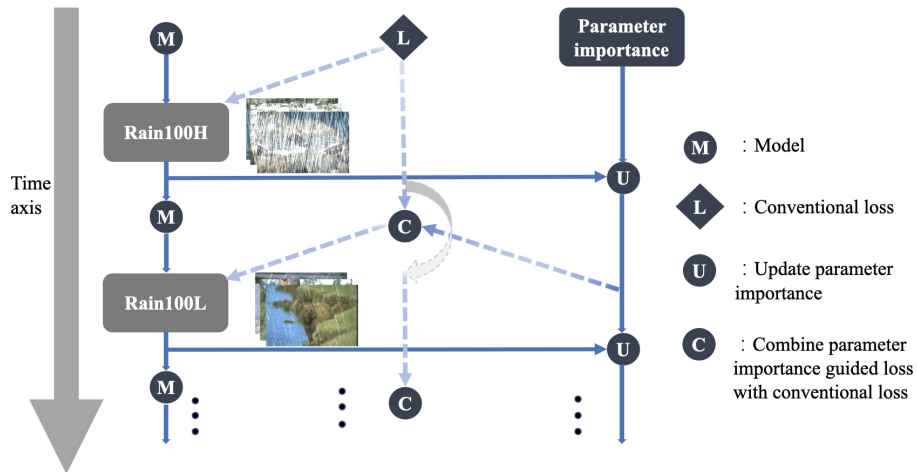 M
L
Parameter
importance
Rain100H
M
: Model
U
Time
axis
M
C
L
: Conventional loss
U
: Update parameter
importance
Rain100L
U
C
: Combine parameter
importance guided loss
with conventional loss
M
C